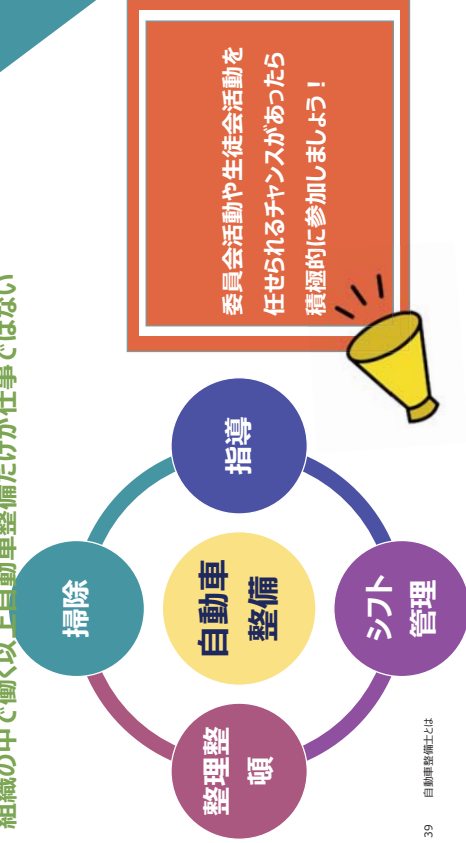 組織の中で働く以上自動車整備だけが仕事ではない
掃除
指導
シフト
管理
整理整
頓
自動車
整備
委員会活動や生徒会活動を
任せられるチャンスがあったら
積極的に参加しましょう!
39
自動車整備士とは